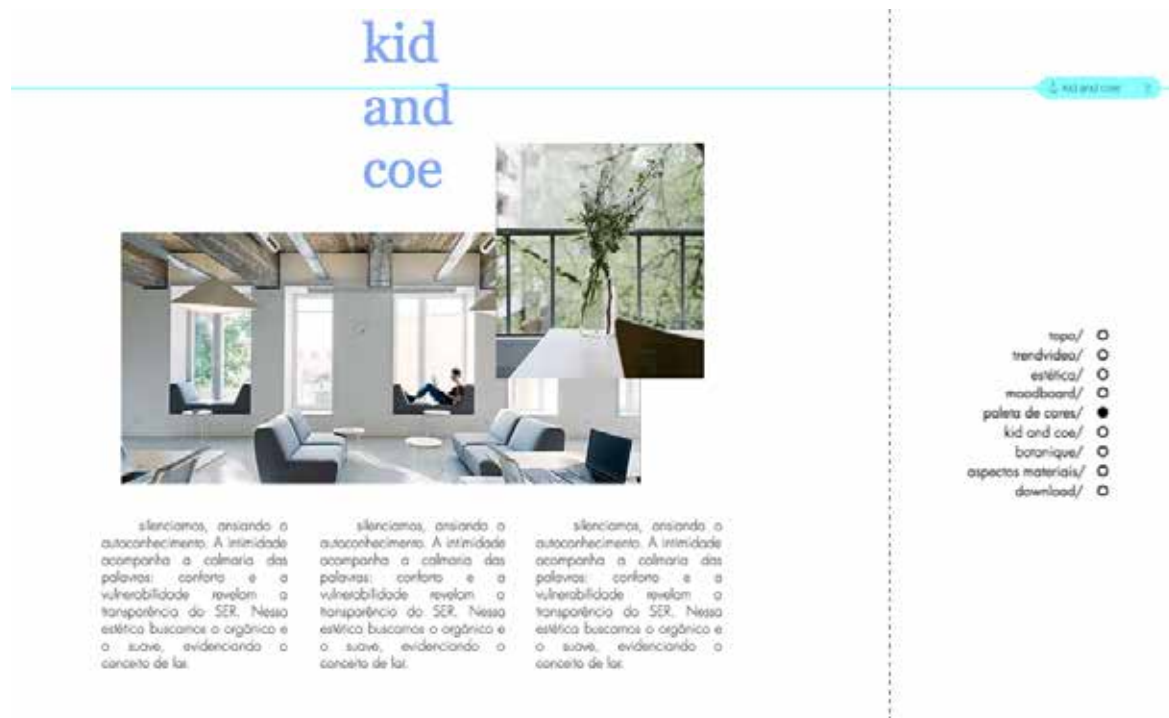 kid
and
coe
kid and coe
topo/
trendvideo/
estética/
moodboard/
paleta de cores/
kid and coe/
botanique/
aspectos materiais/
download/
silenciamos, ansiando o
autoconhecimento. A intimidade
acompanha a calmaria das
palavras: conforto e a
vulnerabilidade revelam a
transparência do SER. Nessa
estética buscamos o orgânico e
o suave, evidenciando o
conceito de lar.
silenciamos, ansiando o
autoconhecimento. A intimidade
acompanha a calmaria das
palavras: conforto e a
vulnerabilidade revelam a
transparência do SER. Nessa
estética buscamos o orgânico e
o suave, evidenciando o
conceito de lar.
silenciamos, ansiando o
autoconhecimento. A intimidade
acompanha a calmaria das
palavras: conforto e a
vulnerabilidade revelam a
transparência do SER. Nessa
estética buscamos o orgânico e
o suave, evidenciando o
conceito de lar.